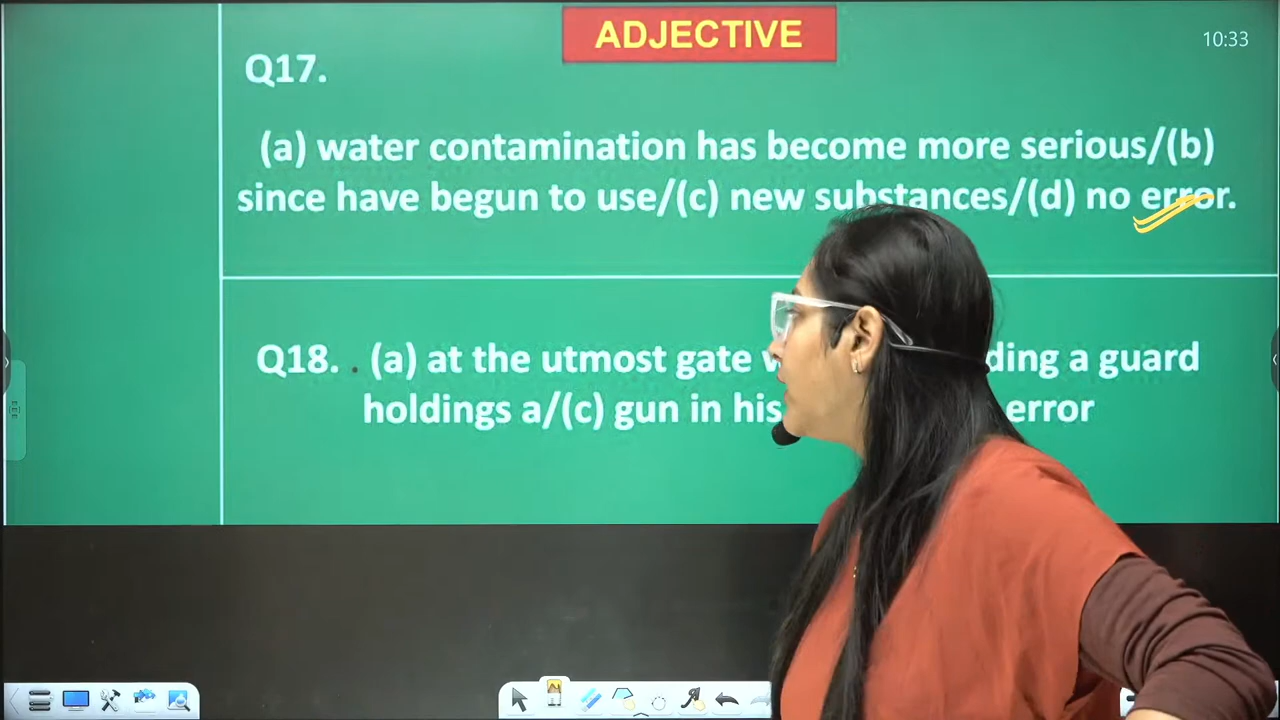 ADJECTIVE
10:33
Q17.
(a) water contamination has become more serious/(b)
since have begun to use/(c) new substances/(d) no error.
Q18. . (a) at the utmost gate ding a guard
holdings a/(c) gun in his error